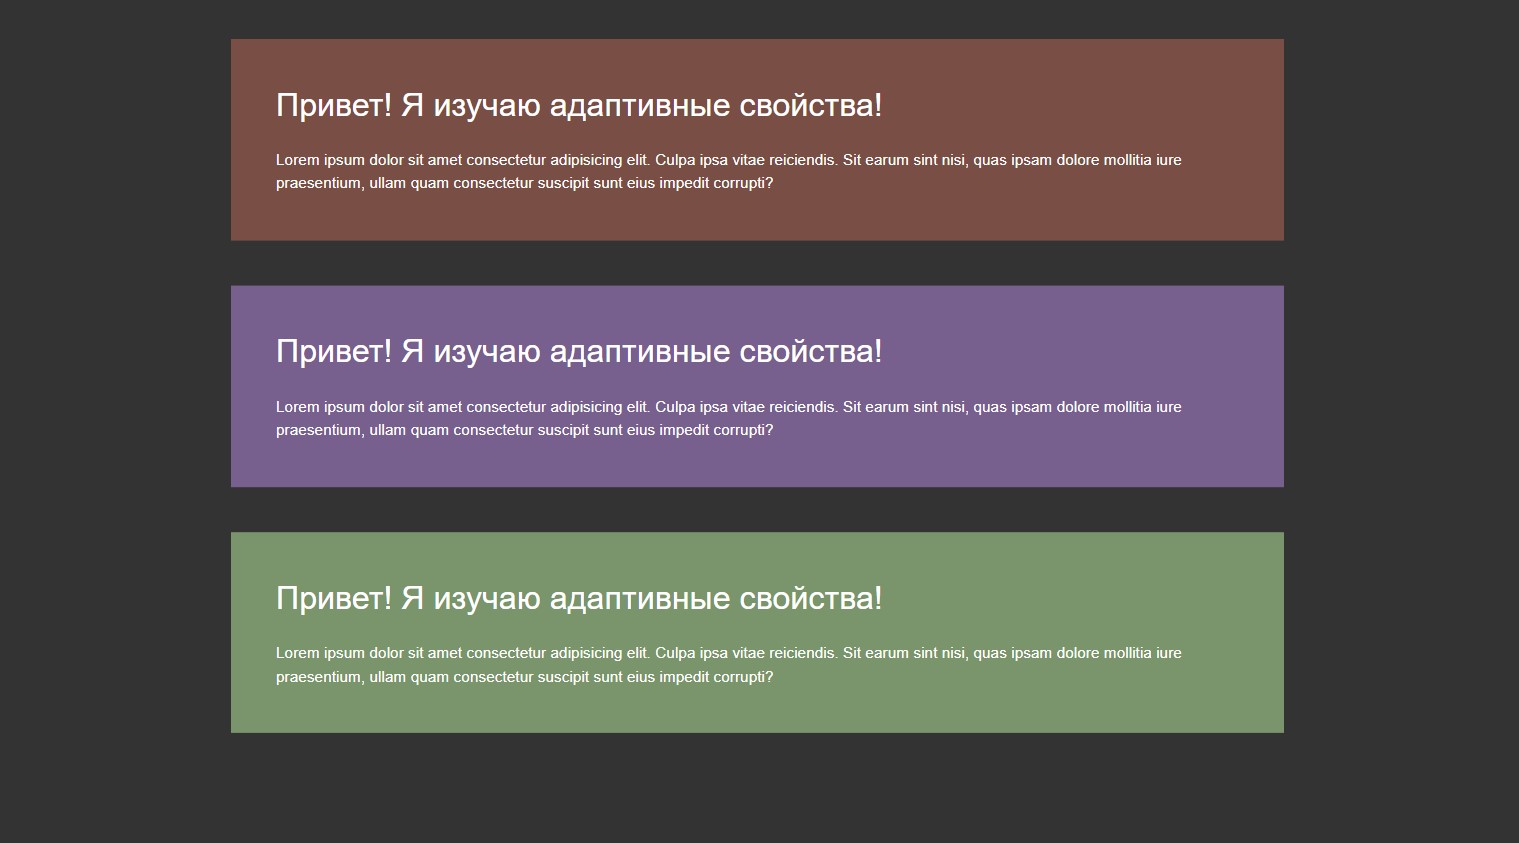 Привет! Я изучаю адаптивные свойства!
Lorem ipsum dolor sit amet consectetur adipisicing elit. Culpa ipsa vitae reiciendis. Sit earum sint nisi, quas ipsam dolore mollitia iure
praesentium, ullam quam consectetur suscipit sunt eius impedit corrupti?
Привет! Я изучаю адаптивные свойства!
Lorem ipsum dolor sit amet consectetur adipisicing elit. Culpa ipsa vitae reiciendis. Sit earum sint nisi, quas ipsam dolore mollitia iure
praesentium, ullam quam consectetur suscipit sunt eius impedit corrupti?
Привет! Я изучаю адаптивные свойства!
Lorem ipsum dolor sit amet consectetur adipisicing elit. Culpa ipsa vitae reiciendis. Sit earum sint nisi, quas ipsam dolore mollitia iure
praesentium, ullam quam consectetur suscipit sunt eius impedit corrupti?